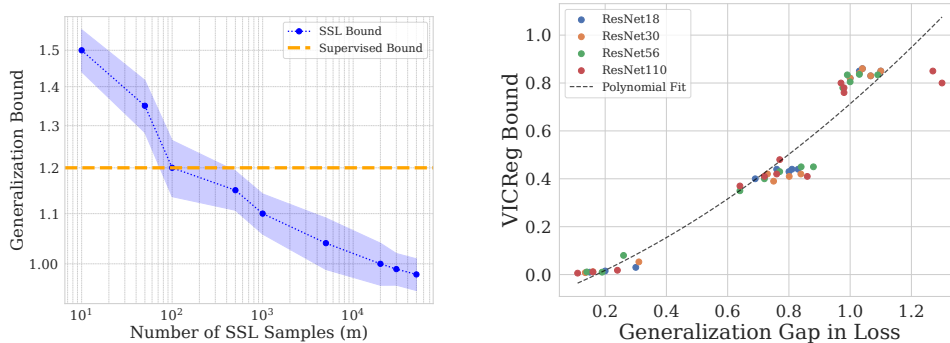 SSL Bound
Supervised Bound
1.5
1.4
1.3
1.2
1.1
1.00
Generalization Bound
10^1
10^2
10^3
10^4
Number of SSL Samples (m)
ResNet18
ResNet30
ResNet56
ResNet110
Polynomial Fit
1.0
0.8
0.6
0.4
0.2
0.0
VICReg Bound
0.2
0.4
0.6
0.8
1.0
1.2
Generalization Gap in Loss